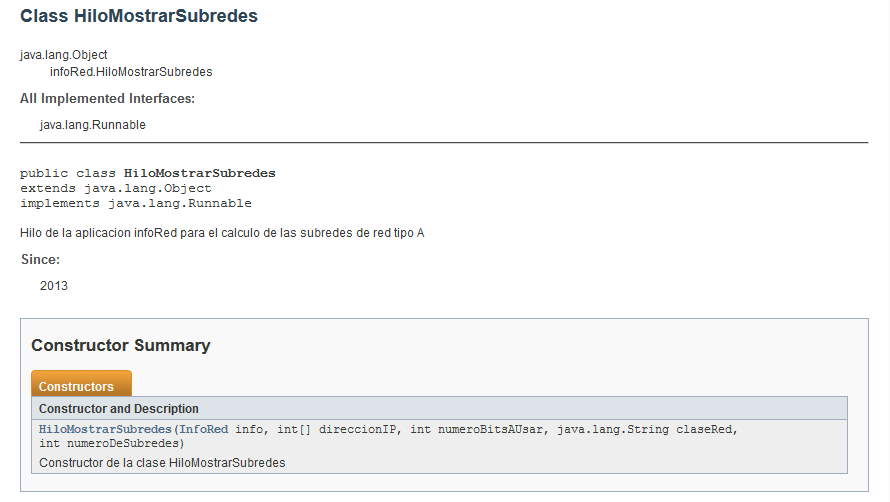 Class HiloMostrarSubredes
java.lang.Object
infoRed.HiloMostrarSubredes
All Implemented Interfaces:
java.lang.Runnable
public class HiloMostrarSubredes
extends java.lang.Object
implements java.lang.Runnable
Hilo de la aplicacion infoRed para el calculo de las subredes de red tipo A
Since:
2013
Constructor Summary
Constructors
Constructor and Description
HiloMostrarSubredes(InfoRed info, int[] direccionIP, int numeroBitsAUsar, java.lang.String claseRed,
int numeroDeSubredes)
Constructor de la clase HiloMostrarSubredes